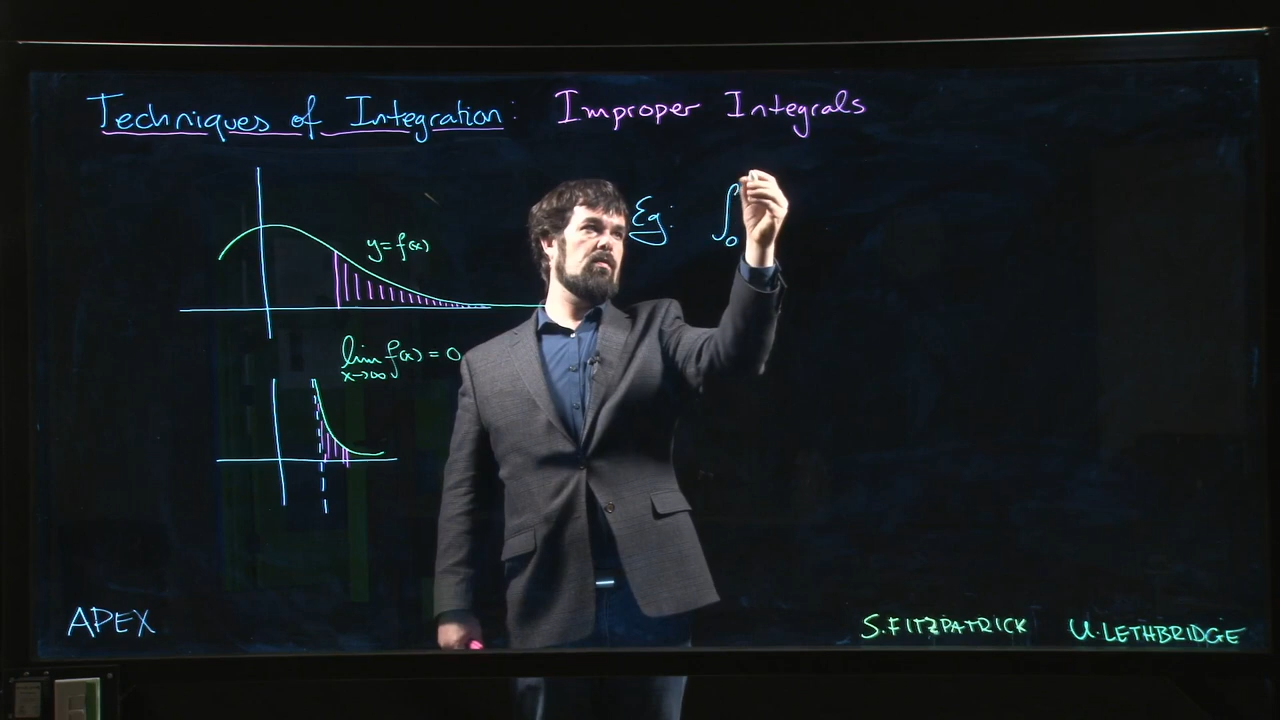 Techniques of Integration: Improper Integrals
y=f(x)
Eg: ∫₀
lim f(x) = 0
x→∞
APEX
S.FITZPATRICK U.LETHBRIDGE